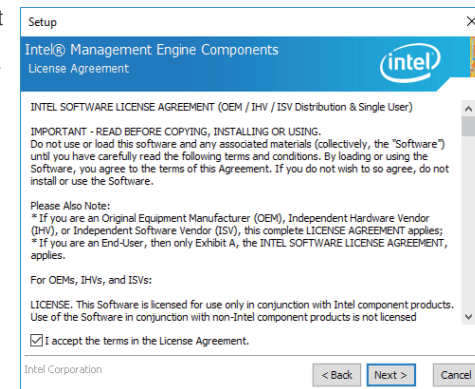 t
Setup
Intel® Management Engine Components
License Agreement
intel
INTEL SOFTWARE LICENSE AGREEMENT (OEM / IHV / ISV Distribution & Single User)
IMPORTANT - READ BEFORE COPYING, INSTALLING OR USING.
Do not use or load this software and any associated materials (collectively, the "Software")
until you have carefully read the following terms and conditions. By loading or using the
Software, you agree to the terms of this Agreement. If you do not wish to so agree, do not
install or use the Software.
Please Also Note:
* If you are an Original Equipment Manufacturer (OEM), Independent Hardware Vendor
(IHV), or Independent Software Vendor (ISV), this complete LICENSE AGREEMENT applies;
* If you are an End-User, then only Exhibit A, the INTEL SOFTWARE LICENSE AGREEMENT,
applies.
For OEMs, IHVs, and ISVs:
LICENSE. This Software is licensed for use only in conjunction with Intel component products.
Use of the Software in conjunction with non-Intel component products is not licensed
I accept the terms in the License Agreement.
Intel Corporation
< Back Next > Cancel